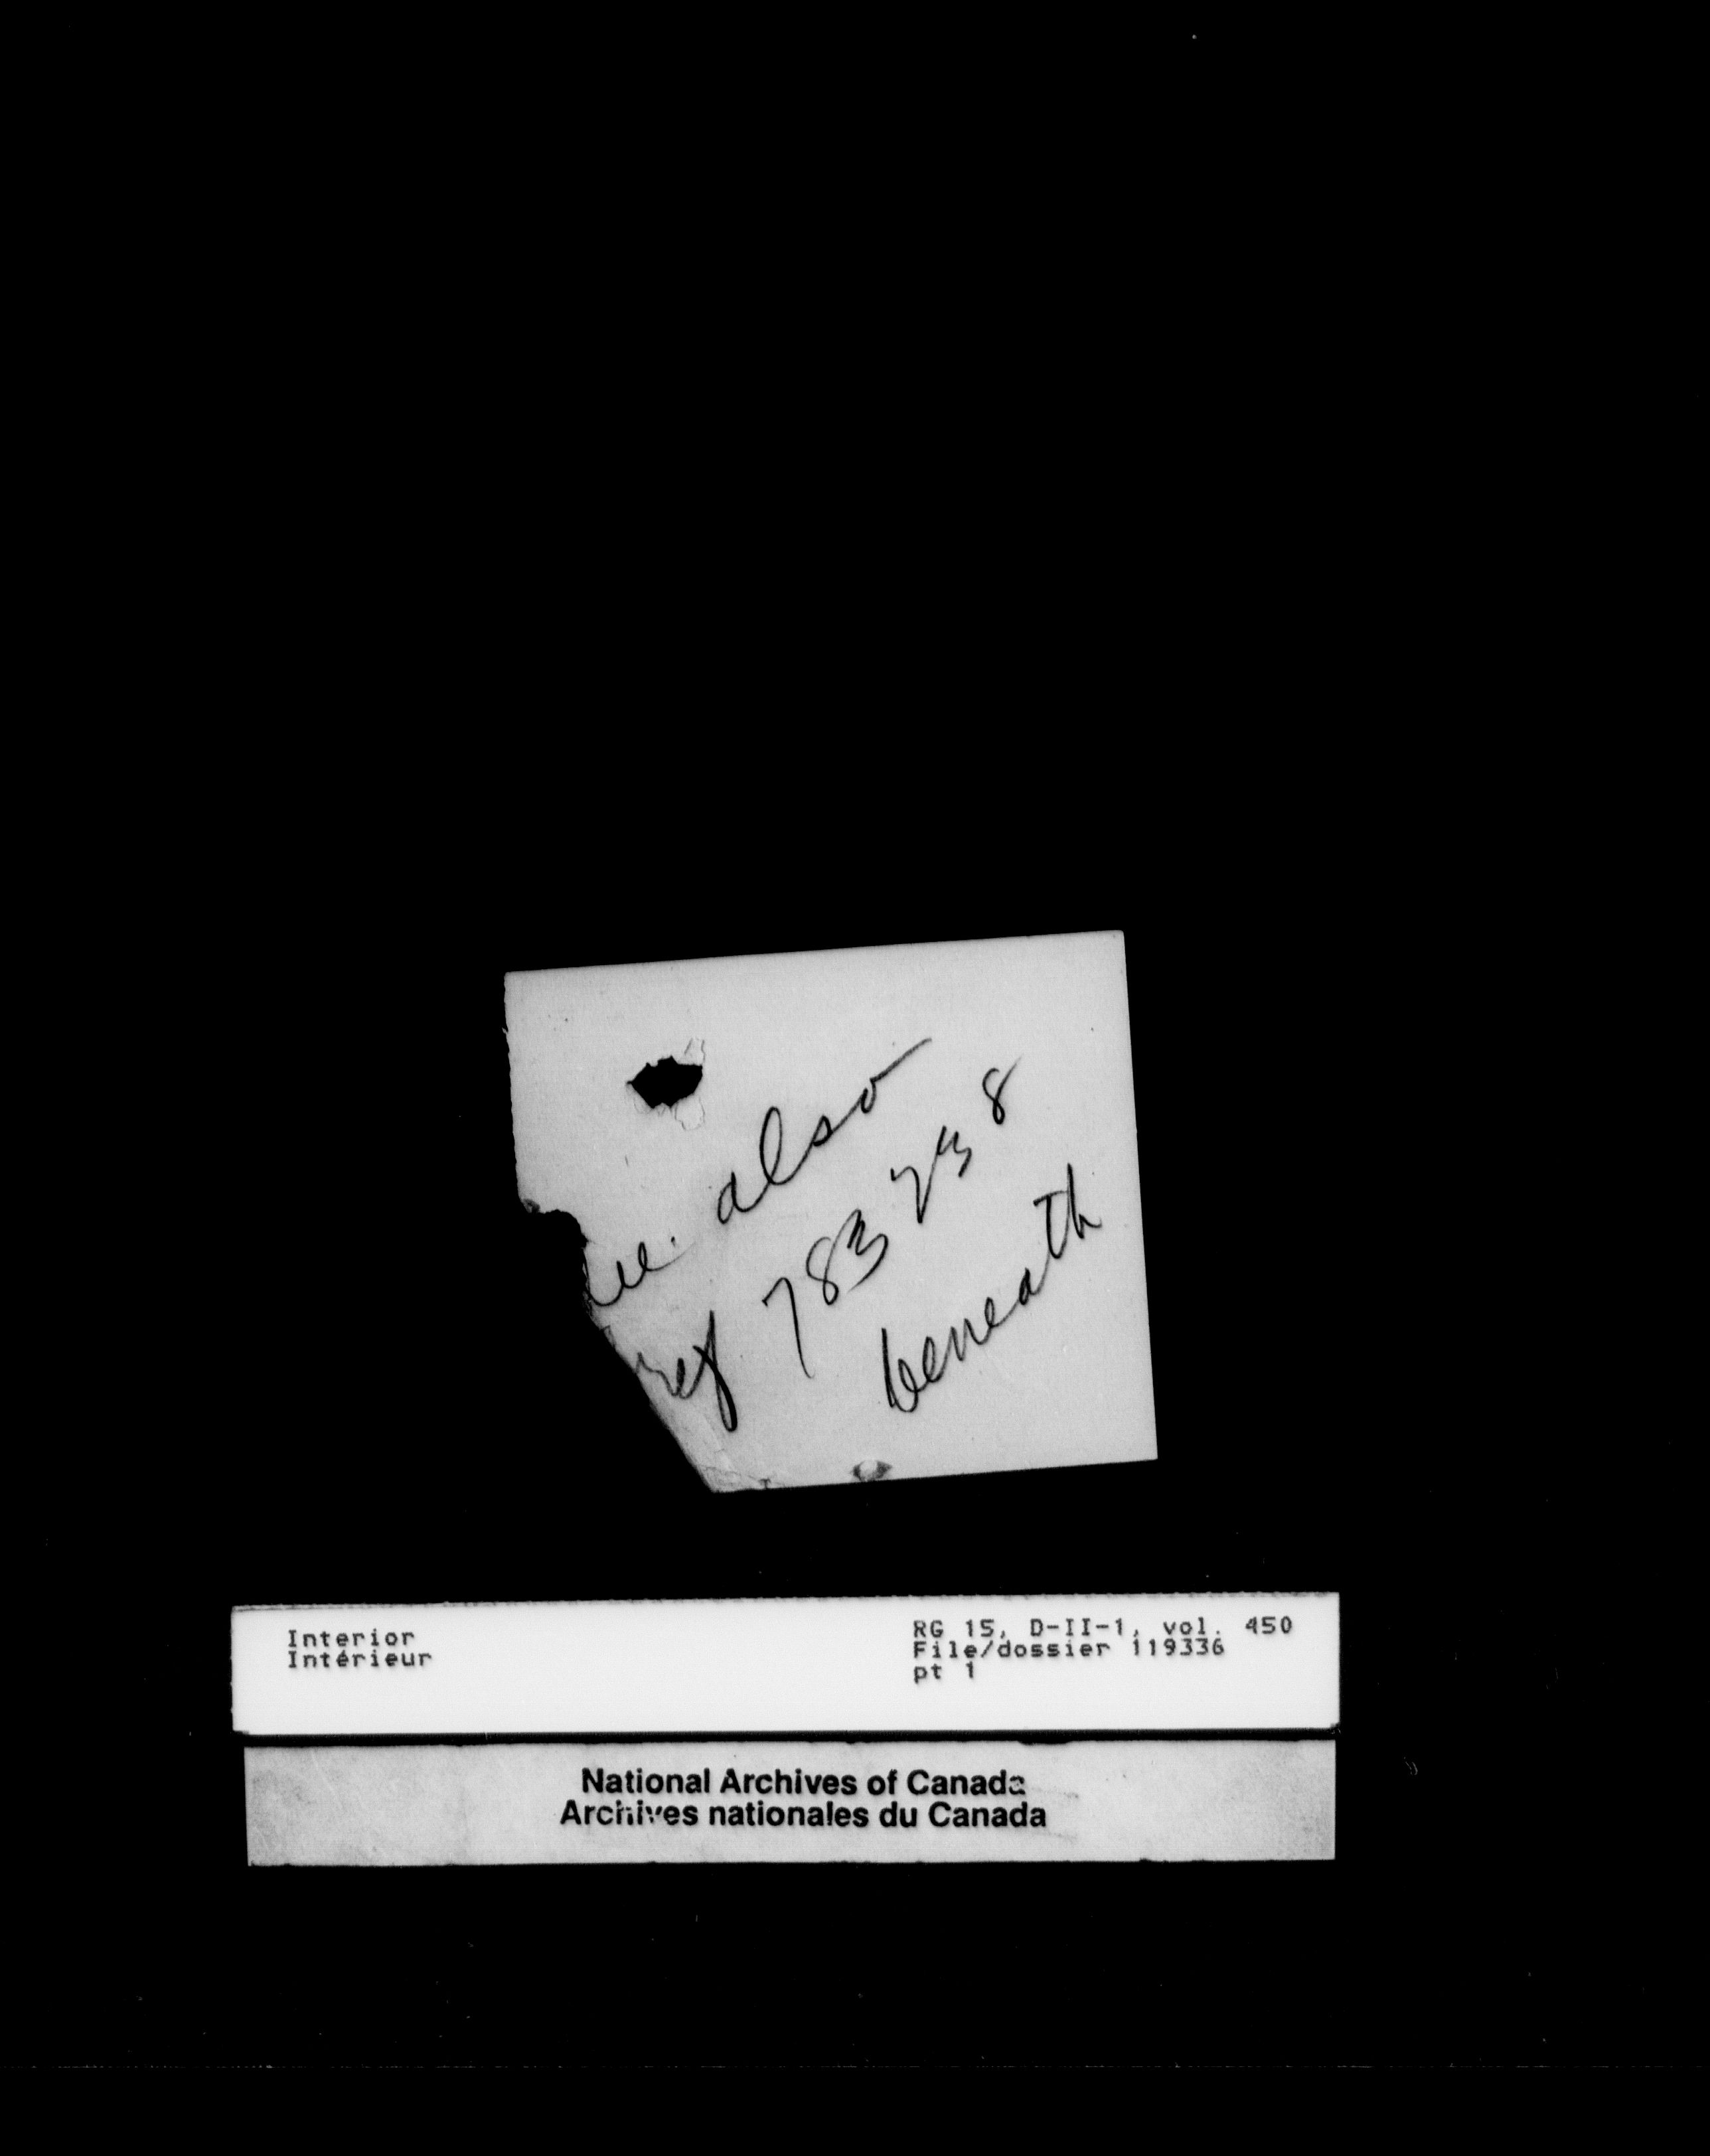 See also
ref 783738
beneath
Interior
Intérieur
RG 15, D-II-1, vol. 450
File/dossier 119336
pt 1
National Archives of Canada
Archives nationales du Canada